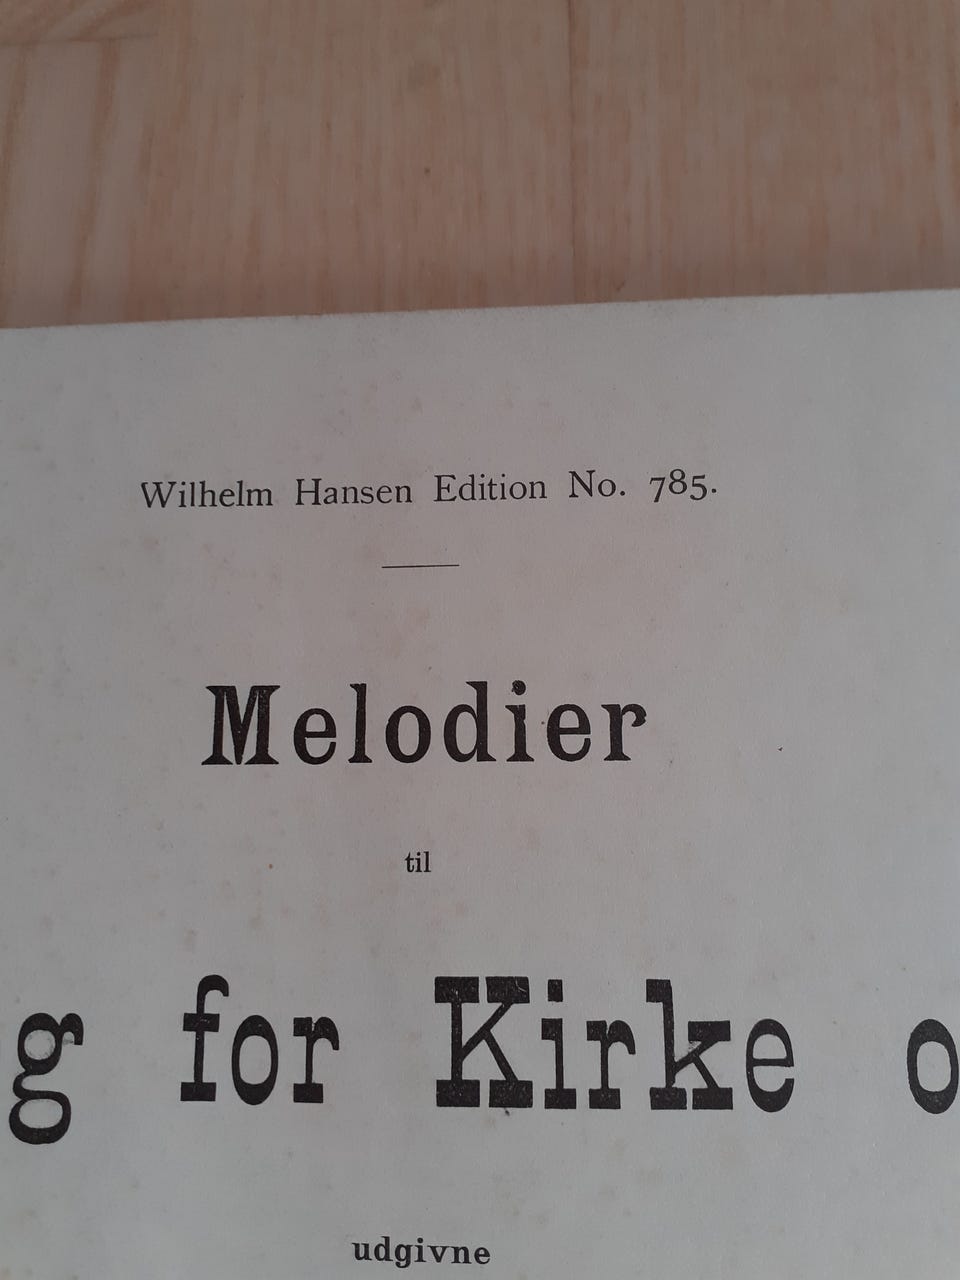 Wilhelm Hansen Edition No. 785.
Melodier
til
g for Kirke o
udgivne